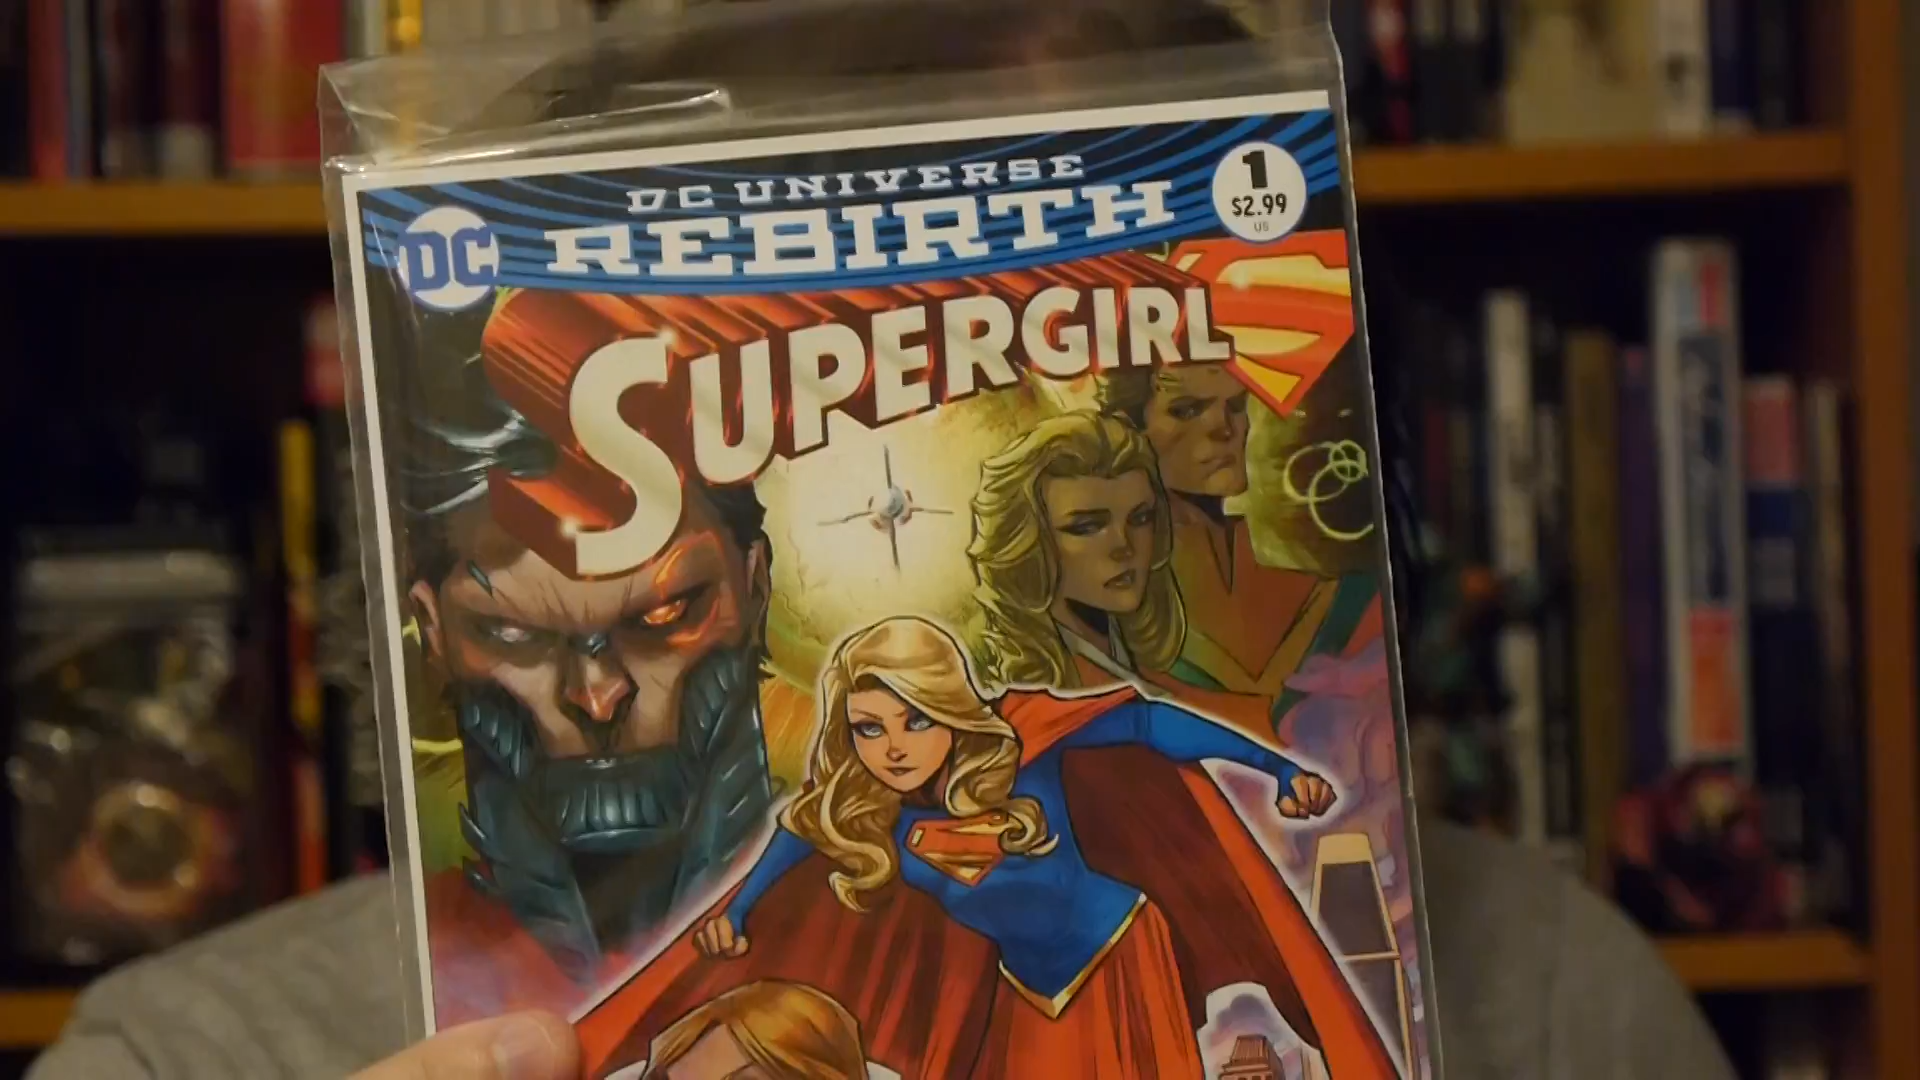 DC UNIVERSE
REBIRTH
DC
1
$2.99
US
SUPERGIRL